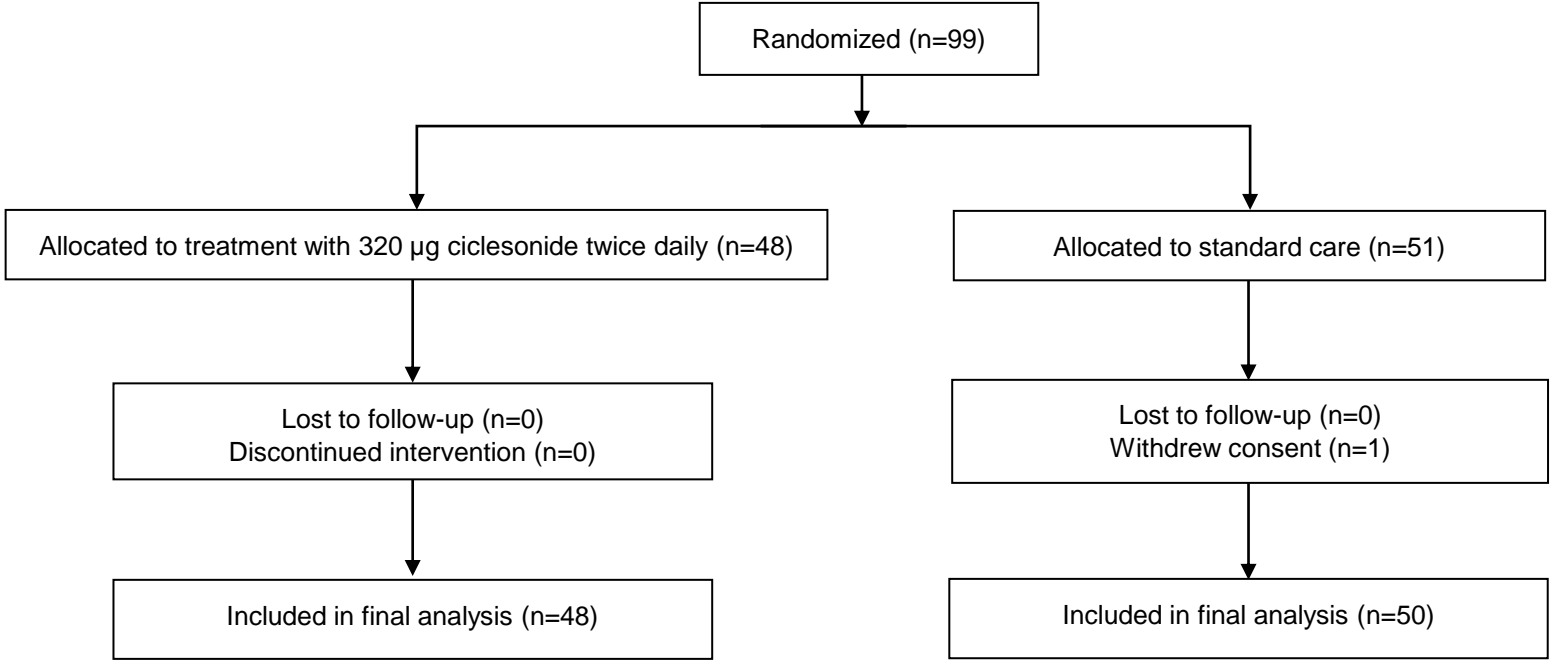 Randomized (n=99)
Allocated to treatment with 320 µg ciclesonide twice daily (n=48)
Allocated to standard care (n=51)
Lost to follow-up (n=0)
Discontinued intervention (n=0)
Lost to follow-up (n=0)
Withdrew consent (n=1)
Included in final analysis (n=48)
Included in final analysis (n=50)